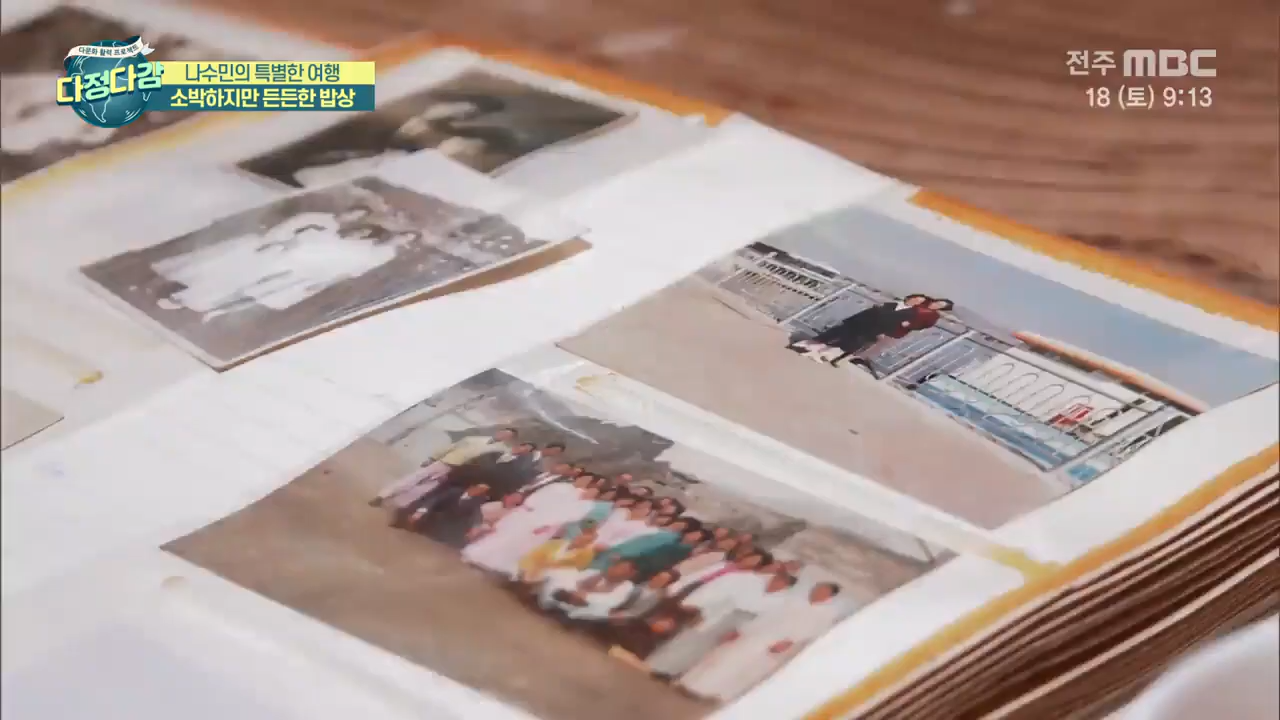 다문화 활력 프로젝트
다정다감
나수민의 특별한 여행
소박하지만 든든한 밥상
전주 MBC
18 (토) 9:13